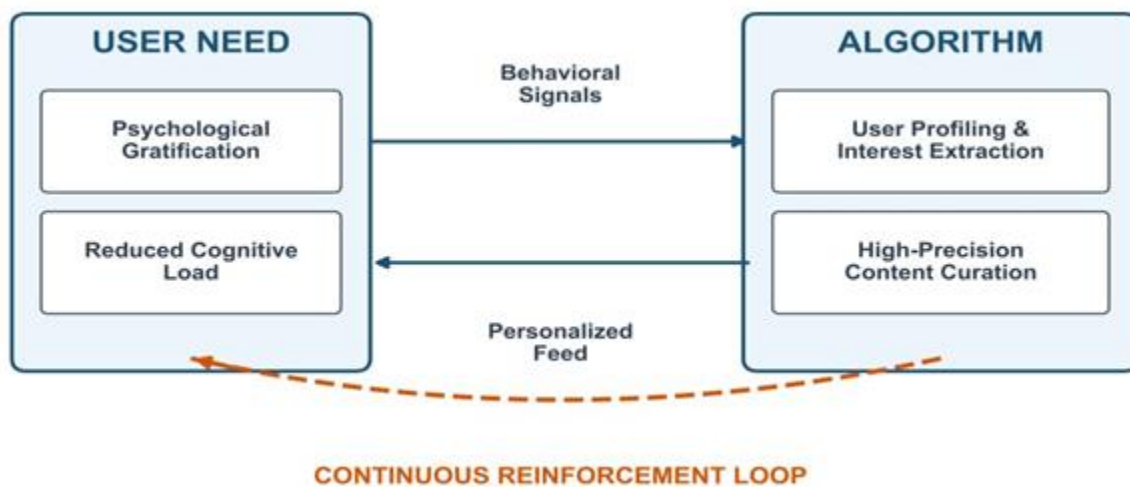 USER NEED
Psychological
Gratification
Reduced Cognitive
Load
Behavioral
Signals
Personalized
Feed
ALGORITHM
User Profiling &
Interest Extraction
High-Precision
Content Curation
CONTINUOUS REINFORCEMENT LOOP